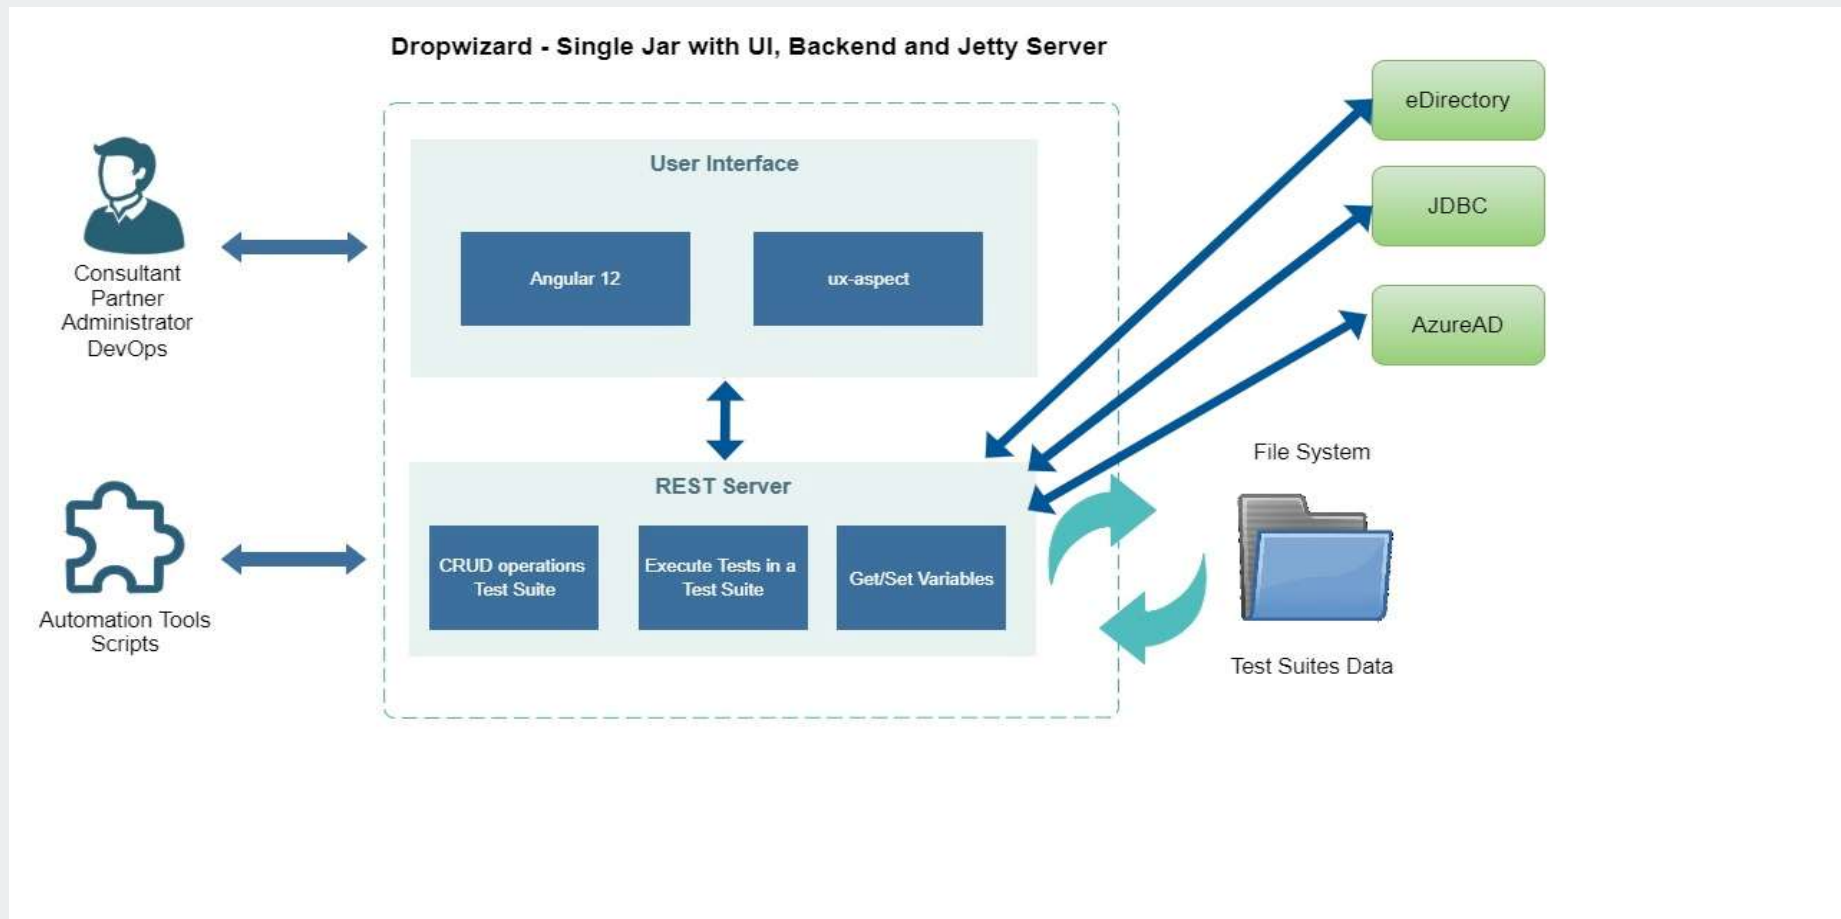 Dropwizard - Single Jar with UI, Backend and Jetty Server
User Interface
Angular 12
ux-aspect
Consultant
Partner
Administrator
DevOps
REST Server
CRUD operations
Test Suite
Execute Tests in a
Test Suite
Get/Set Variables
Automation Tools
Scripts
eDirectory
JDBC
AzureAD
File System
Test Suites Data